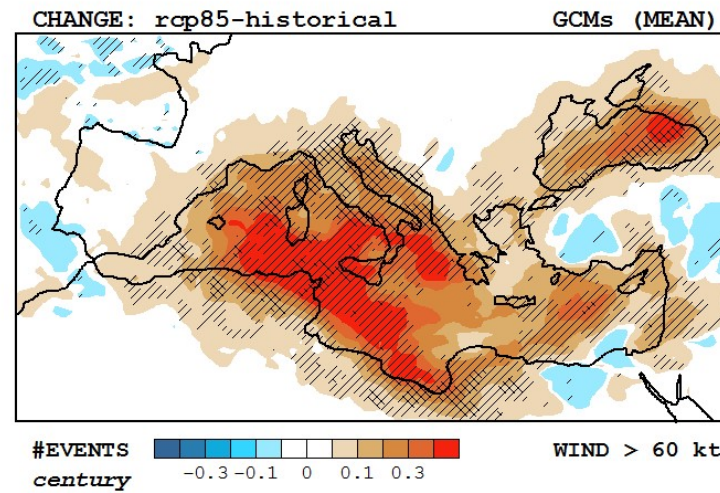 CHANGE: rcp85-historical GCMs (MEAN)
#EVENTS
century
-0.3 -0.1 0 0.1 0.3
WIND > 60 kt